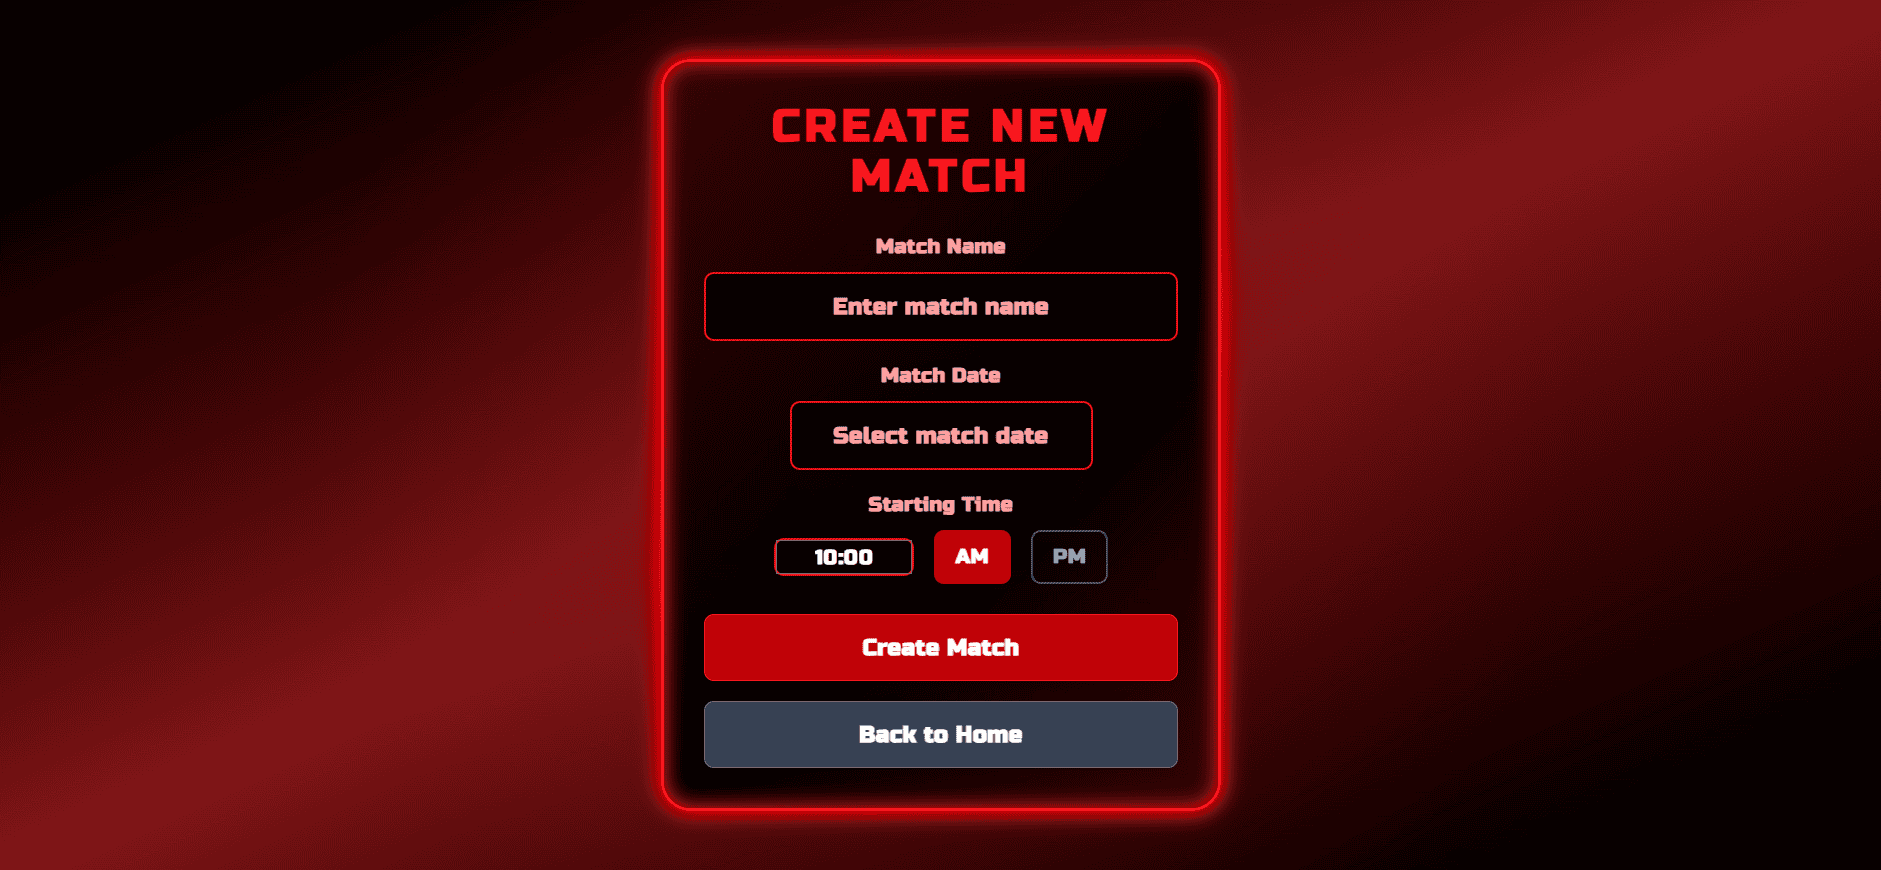 CREATE NEW
MATCH
Match Name
Enter match name
Match Date
Select match date
Starting Time
10:00 AM PM
Create Match
Back to Home